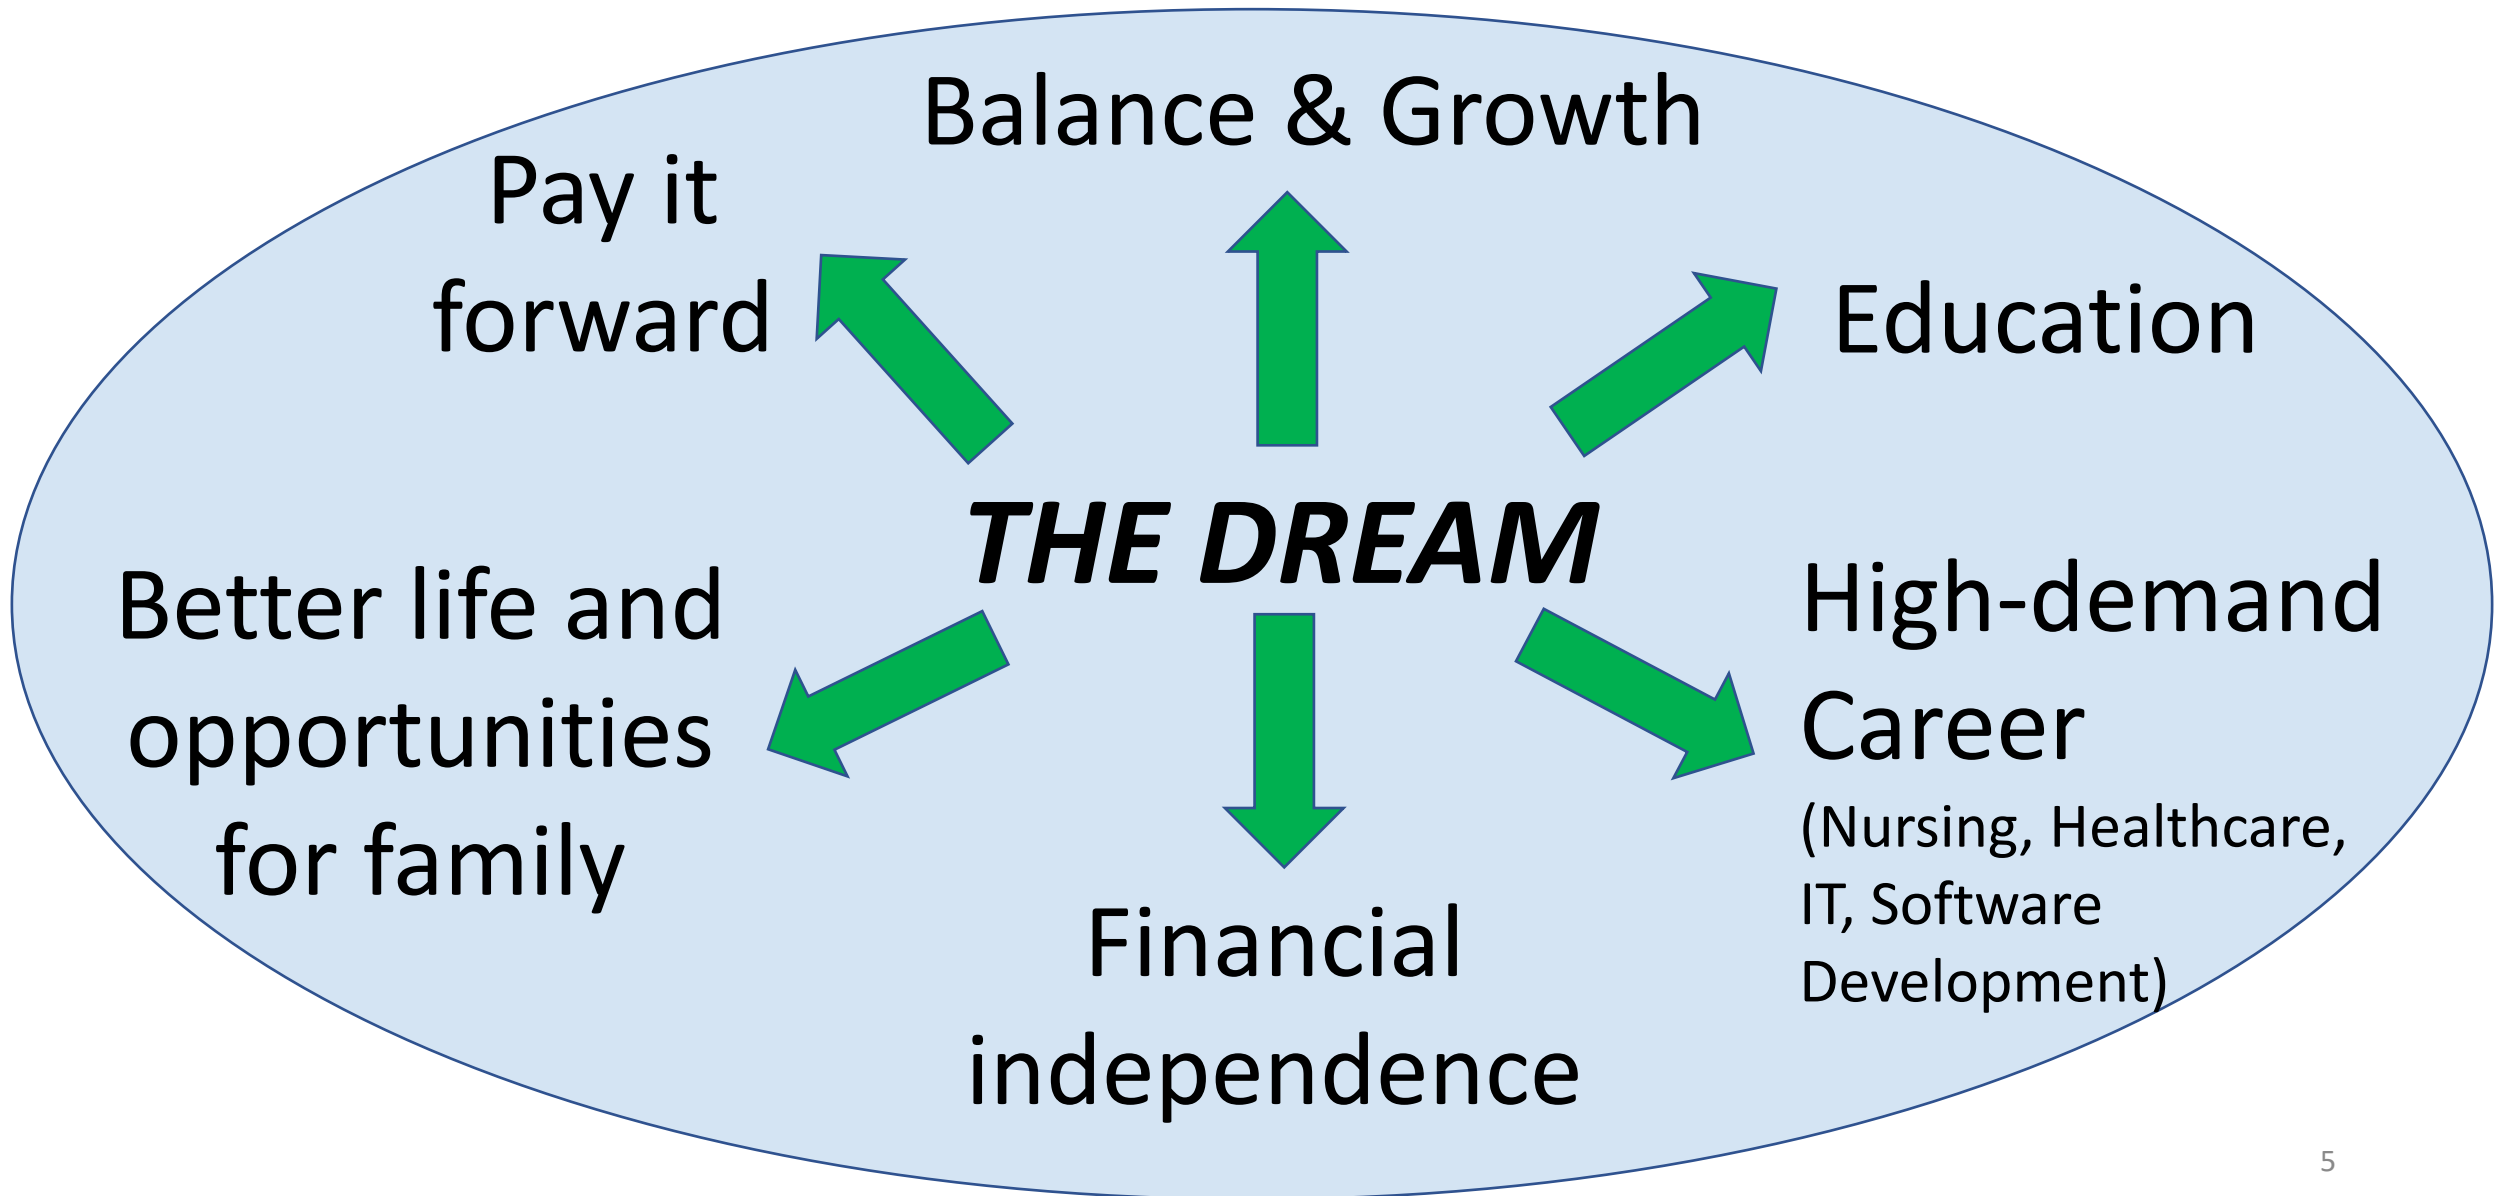 Balance & Growth
Pay it
forward
Education
THE DREAM
Better life and
opportunities
for family
High-demand
Career
(Nursing, Healthcare,
IT, Software
Development)
Financial
independence
5